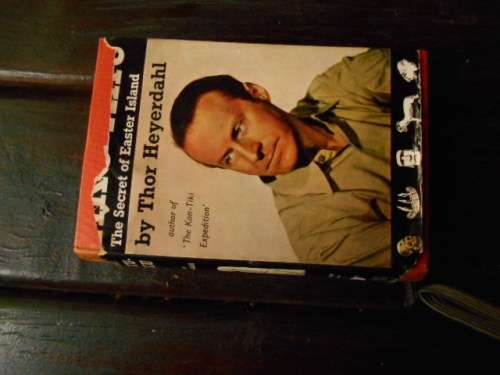 The Secret of Easter Island
by Thor Heyerdahl
author of
'The Kon-Tiki
Expedition'